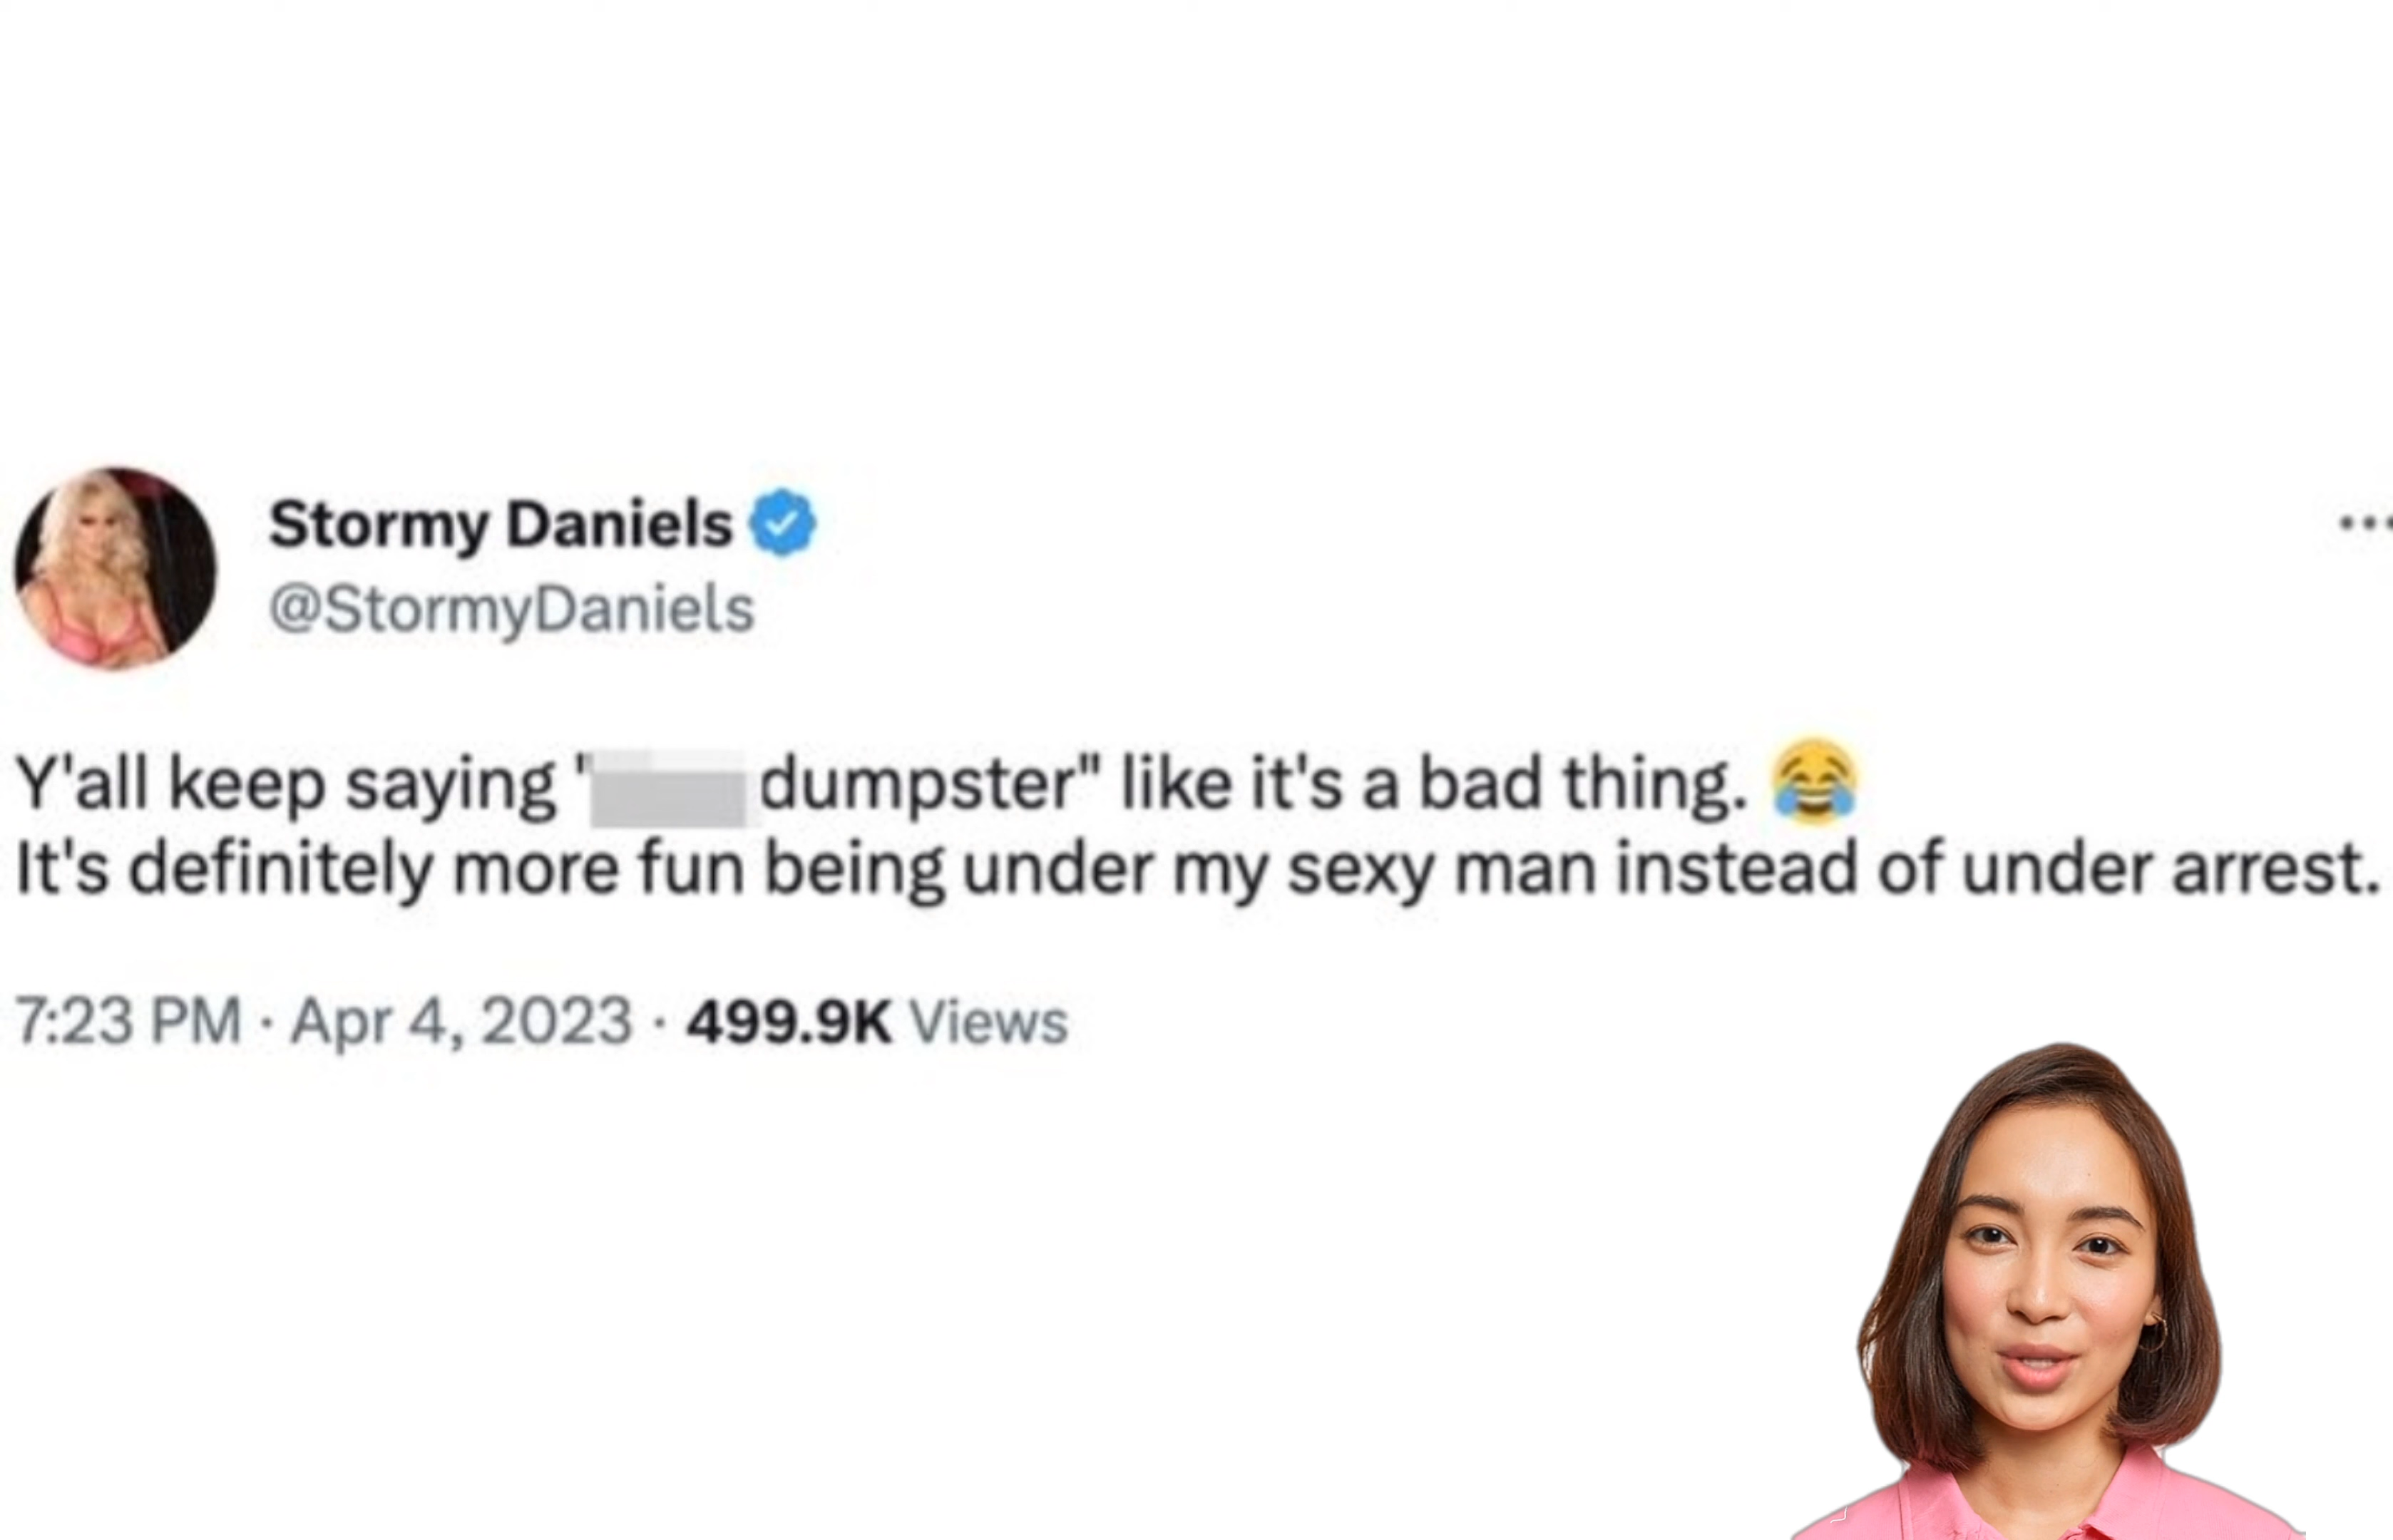 Stormy Daniels
@StormyDaniels
Y'all keep saying " dumpster" like it's a bad thing. 😂
It's definitely more fun being under my sexy man instead of under arrest.
7:23 PM · Apr 4, 2023 · 499.9K Views